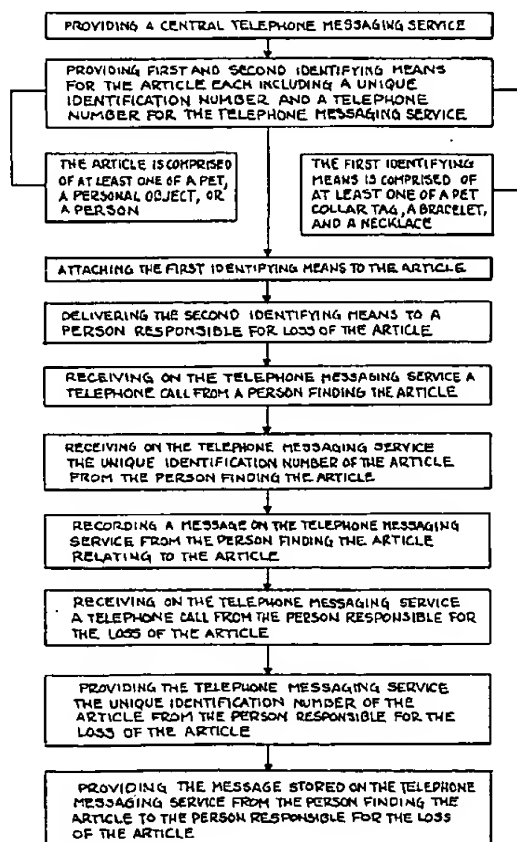 PROVIDING A CENTRAL TELEPHONE MESSAGING SERVICE
PROVIDING FIRST AND SECOND IDENTIFYING MEANS
FOR THE ARTICLE EACH INCLUDING A UNIQUE
IDENTIFICATION NUMBER AND A TELEPHONE
NUMBER FOR THE TELEPHONE MESSAGING SERVICE
THE ARTICLE IS COMPRISED
OF AT LEAST ONE OF A PET,
A PERSONAL OBJECT, OR
A PERSON
THE FIRST IDENTIFYING
MEANS IS COMPRISED OF
AT LEAST ONE OF A PET
COLLAR TAG, A BRACELET,
AND A NECKLACE
ATTACHING THE FIRST IDENTIFYING MEANS TO THE ARTICLE
DELIVERING THE SECOND IDENTIFYING MEANS TO A
PERSON RESPONSIBLE FOR LOSS OF THE ARTICLE
RECEIVING ON THE TELEPHONE MESSAGING SERVICE A
TELEPHONE CALL FROM A PERSON FINDING THE ARTICLE
RECEIVING ON THE TELEPHONE MESSAGING SERVICE
THE UNIQUE IDENTIFICATION NUMBER OF THE ARTICLE
FROM THE PERSON FINDING THE ARTICLE
RECORDING A MESSAGE ON THE TELEPHONE MESSAGING
SERVICE FROM THE PERSON FINDING THE ARTICLE
RELATING TO THE ARTICLE
RECEIVING ON THE TELEPHONE MESSAGING SERVICE
A TELEPHONE CALL FROM THE PERSON RESPONSIBLE FOR
THE LOSS OF THE ARTICLE
PROVIDING THE TELEPHONE MESSAGING SERVICE
THE UNIQUE IDENTIFICATION NUMBER OF THE
ARTICLE FROM THE PERSON RESPONSIBLE FOR THE
LOSS OF THE ARTICLE
PROVIDING THE MESSAGE STORED ON THE TELEPHONE
MESSAGING SERVICE FROM THE PERSON FINDING THE
ARTICLE TO THE PERSON RESPONSIBLE FOR THE LOSS
OF THE ARTICLE